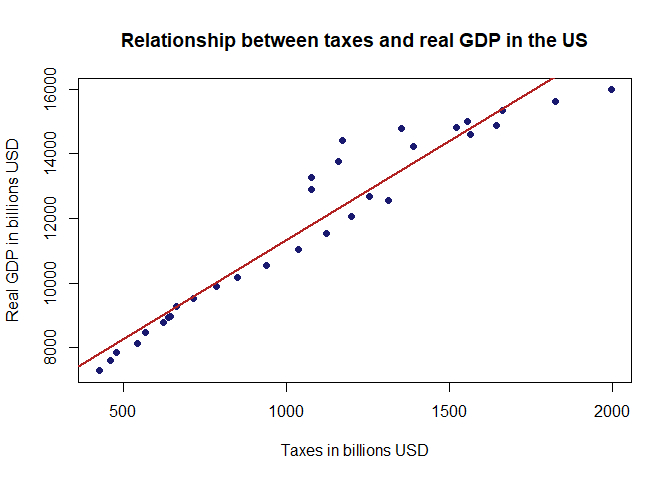 Relationship between taxes and real GDP in the US
Real GDP in billions USD
16000
14000
12000
10000
8000
500 1000 1500 2000
Taxes in billions USD